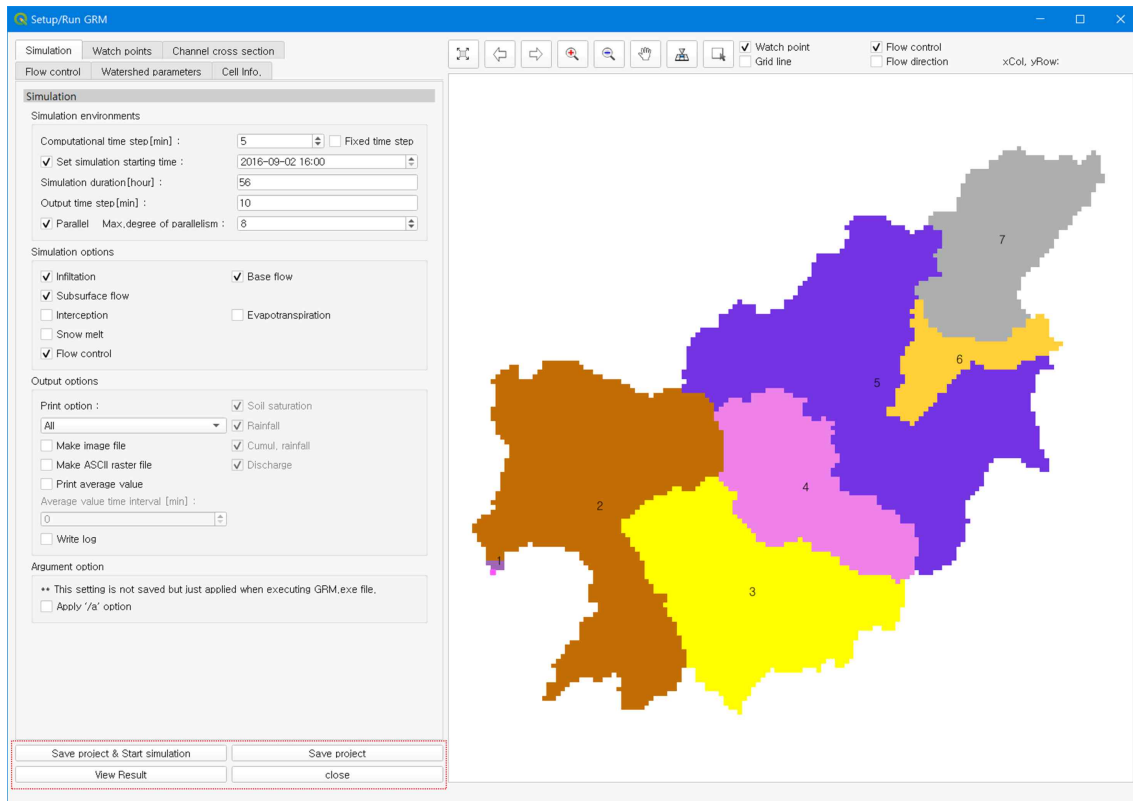 Setup/Run GRM
Simulation Watch points Channel cross section
Flow control Watershed parameters Cell Info.
Watch point Flow control
Grid line Flow direction xCol, yRow:
Simulation
Simulation environments
Computational time step[min] : 5 Fixed time step
Set simulation starting time : 2016-09-02 16:00
Simulation duration[hour] : 56
Output time step[min] : 10
Parallel Max.degree of parallelism : 8
Simulation options
Infiltation Base flow
Subsurface flow
Interception Evapotranspiration
Snow melt
Flow control
Output options
Print option : Soil saturation
All Rainfall
Make image file Cumul. rainfall
Make ASCII raster file Discharge
Print average value
Average value time interval [min] :
0
Write log
Argument option
** This setting is not saved but just applied when executing GRM.exe file.
Apply '/a' option
Save project & Start simulation Save project
View Result close
7
6
5
4
2
1
3